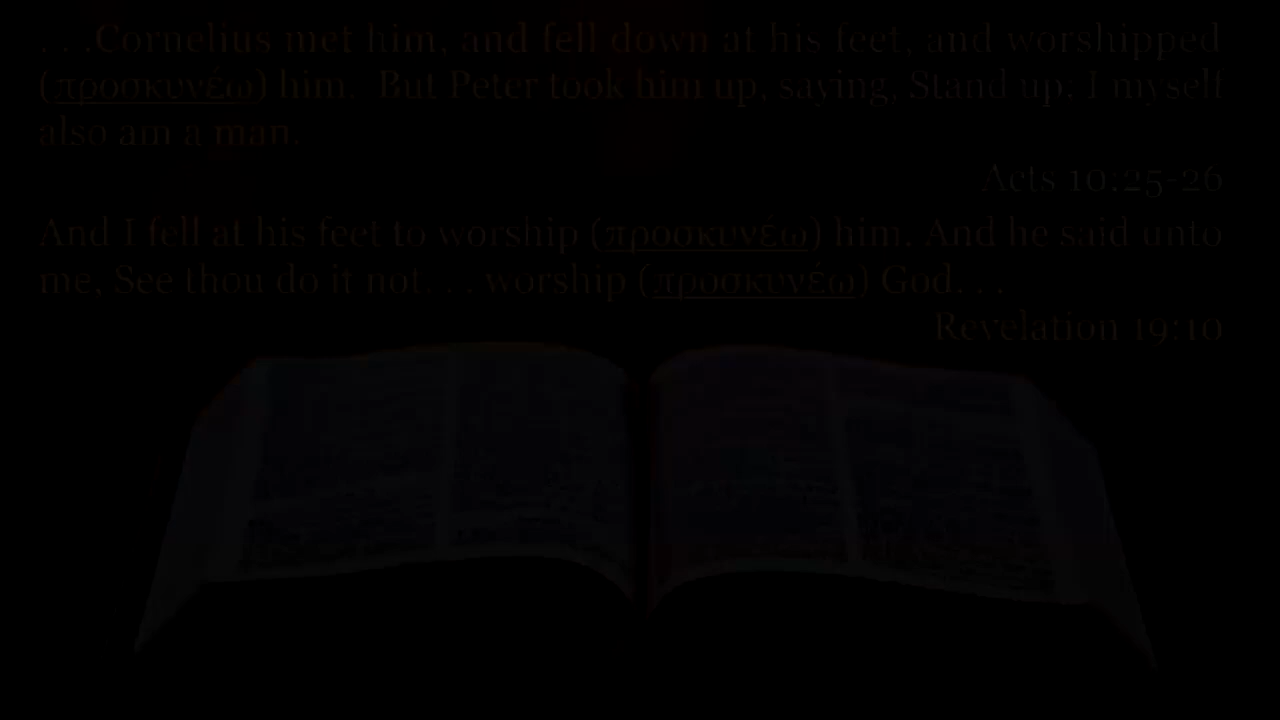 . . .Cornelius met him, and fell down at his feet, and worshipped
(προσκυνέω) him. But Peter took him up, saying, Stand up; I myself
also am a man.
Acts 10:25-26
And I fell at his feet to worship (προσκυνέω) him. And he said unto
me, See thou do it not. . . worship (προσκυνέω) God. . .
Revelation 19:10